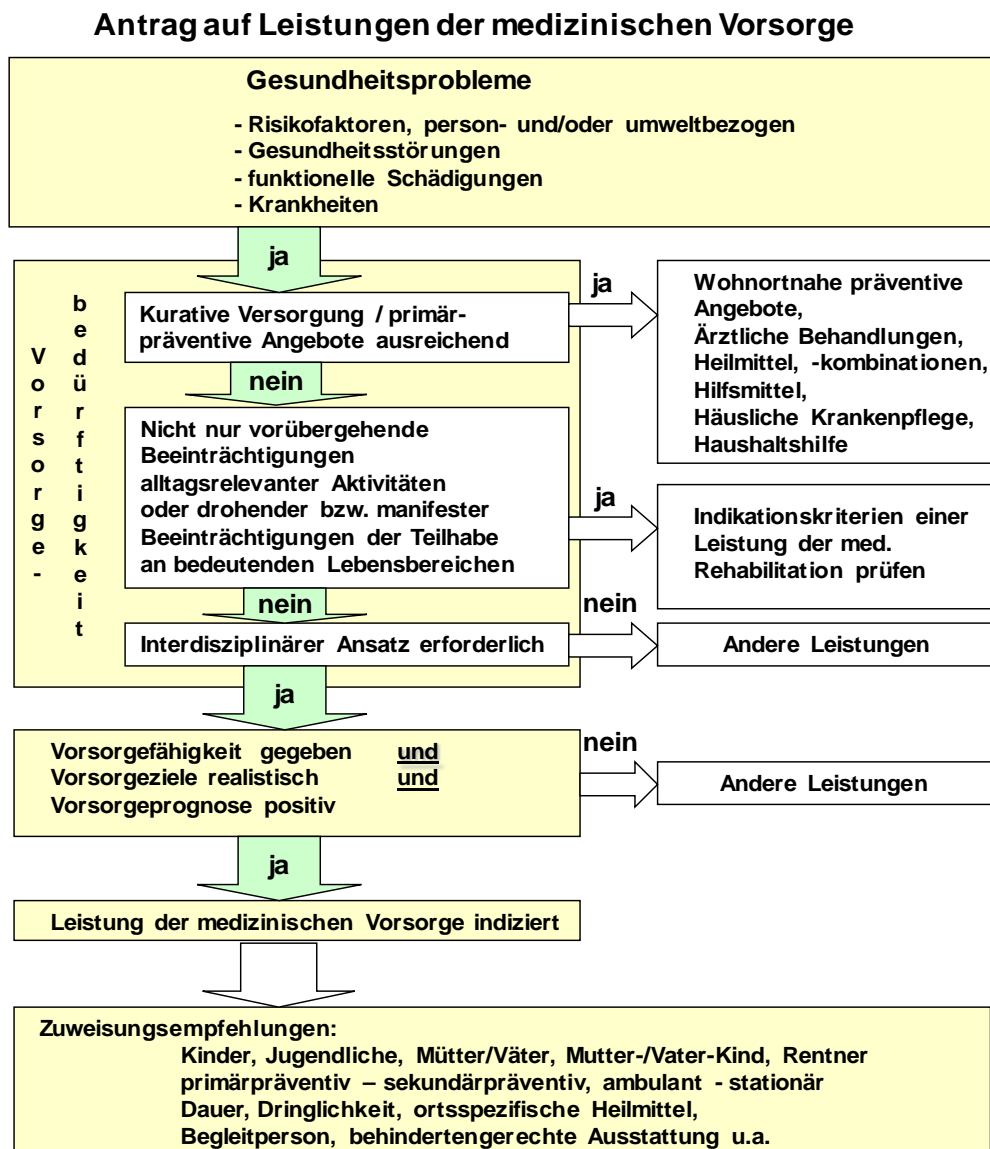 Antrag auf Leistungen der medizinischen Vorsorge
Gesundheitsprobleme
- Risikofaktoren, person- und/oder umweltbezogen
- Gesundheitsstörungen
- funktionelle Schädigungen
- Krankheiten
ja
Vorsorge-
bedürftigkeit
Kurative Versorgung / primär-
präventive Angebote ausreichend
ja
Wohnortnahe präventive
Angebote,
Ärztliche Behandlungen,
Heilmittel, -kombinationen,
Hilfsmittel,
Häusliche Krankenpflege,
Haushaltshilfe
nein
Nicht nur vorübergehende
Beeinträchtigungen
alltagsrelevanter Aktivitäten
oder drohender bzw. manifester
Beeinträchtigungen der Teilhabe
an bedeutenden Lebensbereichen
ja
Indikationskriterien einer
Leistung der med.
Rehabilitation prüfen
nein
Interdisziplinärer Ansatz erforderlich
nein
Andere Leistungen
ja
Vorsorgefähigkeit gegeben und
Vorsorgeziele realistisch und
Vorsorgeprognose positiv
nein
Andere Leistungen
ja
Leistung der medizinischen Vorsorge indiziert
Zuweisungsempfehlungen:
Kinder, Jugendliche, Mütter/Väter, Mutter-/Vater-Kind, Rentner
primärpräventiv – sekundärpräventiv, ambulant - stationär
Dauer, Dringlichkeit, ortsspezifische Heilmittel,
Begleitperson, behindertengerechte Ausstattung u.a.